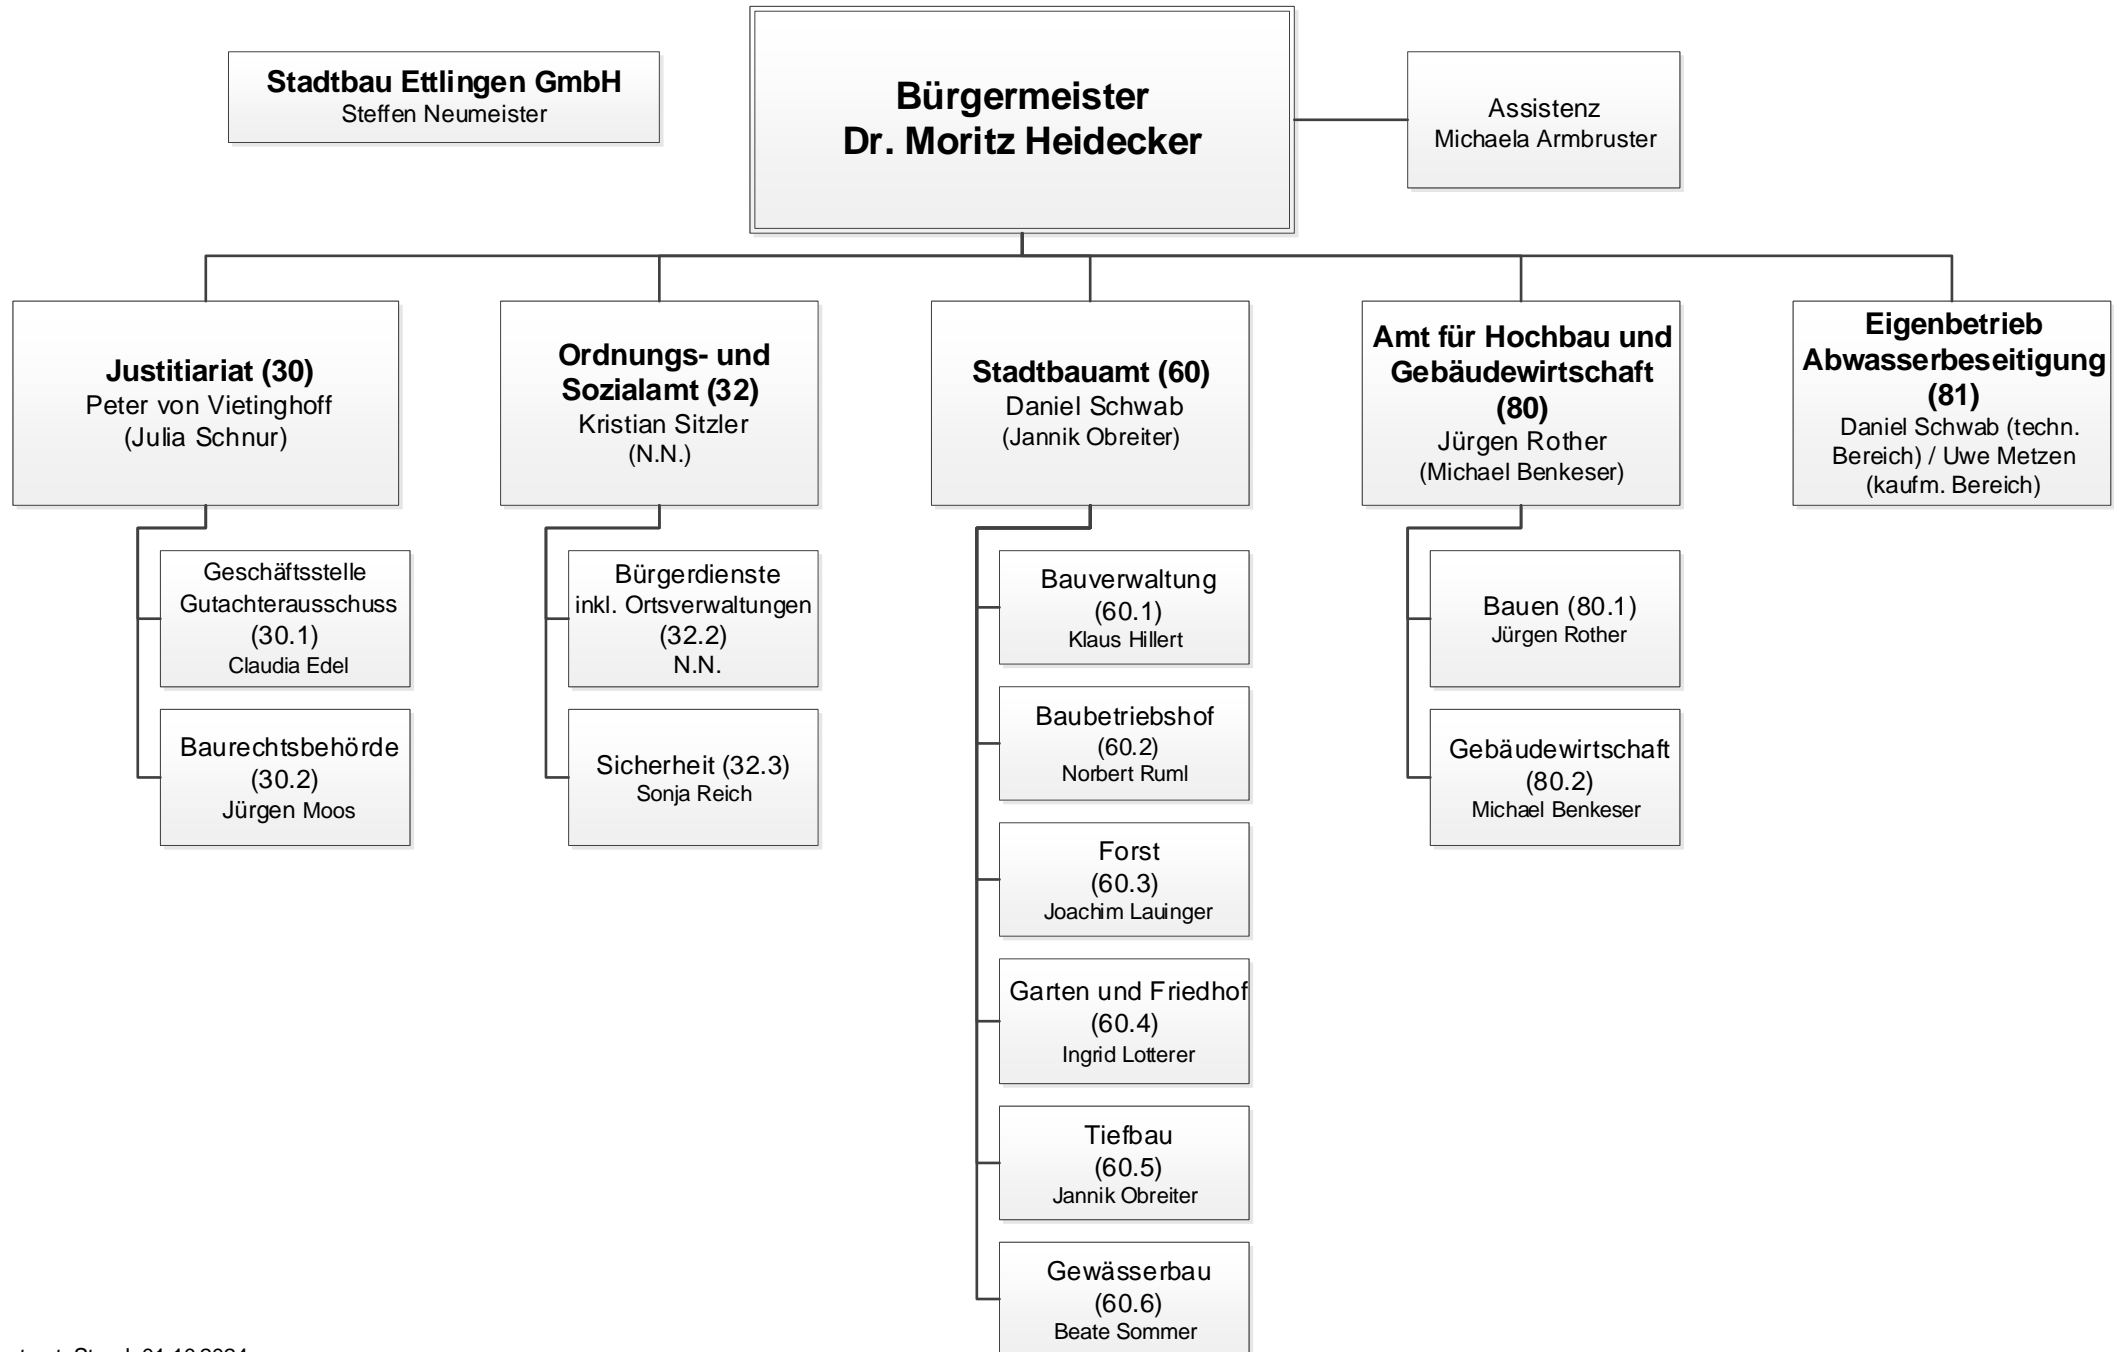 Stadtbau Ettlingen GmbH
Steffen Neumeister
Bürgermeister
Dr. Moritz Heidecker
Assistenz
Michaela Armbruster
Justitiariat (30)
Peter von Vietinghoff
(Julia Schnur)
Ordnungs- und
Sozialamt (32)
Kristian Sitzler
(N.N.)
Stadtbauamt (60)
Daniel Schwab
(Jannik Obreiter)
Amt für Hochbau und
Gebäudewirtschaft
(80)
Jürgen Rother
(Michael Benkeser)
Eigenbetrieb
Abwasserbeseitigung
(81)
Daniel Schwab (techn.
Bereich) / Uwe Metzen
(kaufm. Bereich)
Geschäftsstelle
Gutachterausschuss
(30.1)
Claudia Edel
Baurechtsbehörde
(30.2)
Jürgen Moos
Bürgerdienste
inkl. Ortsverwaltungen
(32.2)
N.N.
Sicherheit (32.3)
Sonja Reich
Bauverwaltung
(60.1)
Klaus Hillert
Baubetriebshof
(60.2)
Norbert Ruml
Forst
(60.3)
Joachim Lauinger
Garten und Friedhof
(60.4)
Ingrid Lotterer
Tiefbau
(60.5)
Jannik Obreiter
Gewässerbau
(60.6)
Beate Sommer
Bauen (80.1)
Jürgen Rother
Gebäudewirtschaft
(80.2)
Michael Benkeser